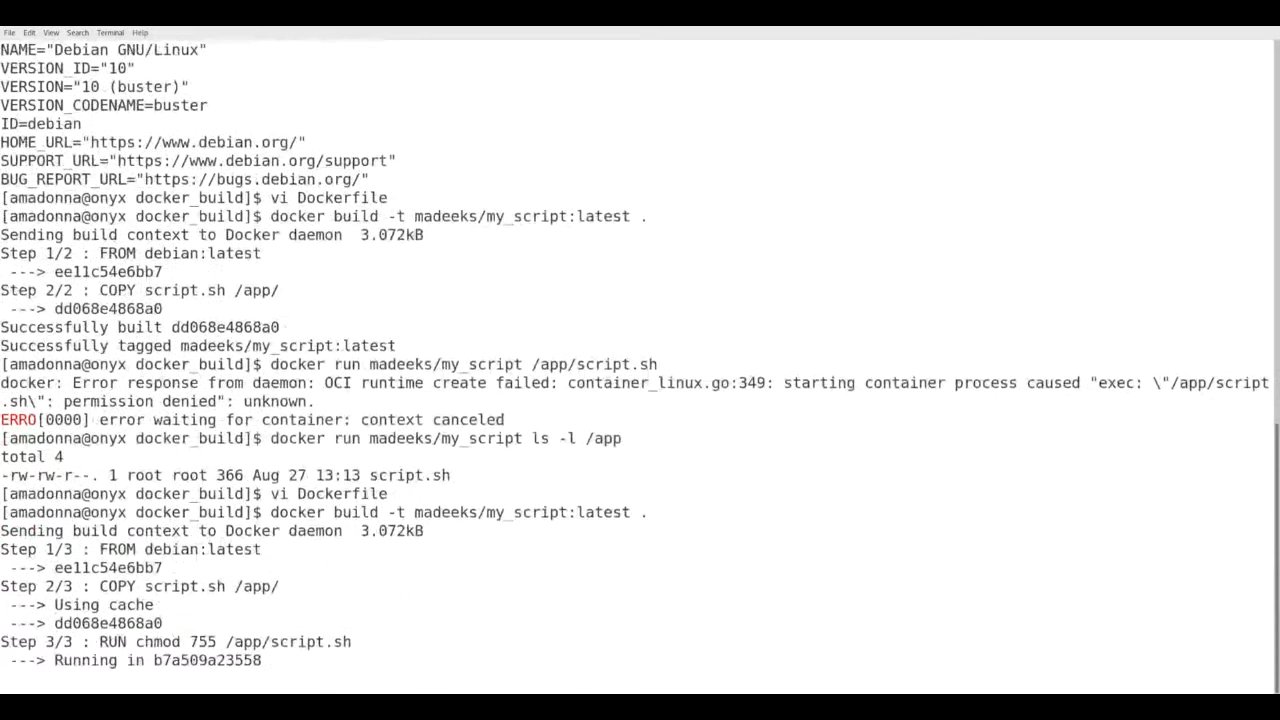 File Edit View Search Terminal Help
NAME="Debian GNU/Linux"
VERSION_ID="10"
VERSION="10 (buster)"
VERSION_CODENAME=buster
ID=debian
HOME_URL="https://www.debian.org/"
SUPPORT_URL="https://www.debian.org/support"
BUG_REPORT_URL="https://bugs.debian.org/"
[amadonna@onyx docker_build]$ vi Dockerfile
[amadonna@onyx docker_build]$ docker build -t madeeks/my_script:latest .
Sending build context to Docker daemon  3.072kB
Step 1/2 : FROM debian:latest
 ---> ee11c54e6bb7
Step 2/2 : COPY script.sh /app/
 ---> dd068e4868a0
Successfully built dd068e4868a0
Successfully tagged madeeks/my_script:latest
[amadonna@onyx docker_build]$ docker run madeeks/my_script /app/script.sh
docker: Error response from daemon: OCI runtime create failed: container_linux.go:349: starting container process caused "exec: \"/app/script
.sh\": permission denied": unknown.
ERRO[0000] error waiting for container: context canceled
[amadonna@onyx docker_build]$ docker run madeeks/my_script ls -l /app
total 4
-rw-rw-r--. 1 root root 366 Aug 27 13:13 script.sh
[amadonna@onyx docker_build]$ vi Dockerfile
[amadonna@onyx docker_build]$ docker build -t madeeks/my_script:latest .
Sending build context to Docker daemon  3.072kB
Step 1/3 : FROM debian:latest
 ---> ee11c54e6bb7
Step 2/3 : COPY script.sh /app/
 ---> Using cache
 ---> dd068e4868a0
Step 3/3 : RUN chmod 755 /app/script.sh
 ---> Running in b7a509a23558